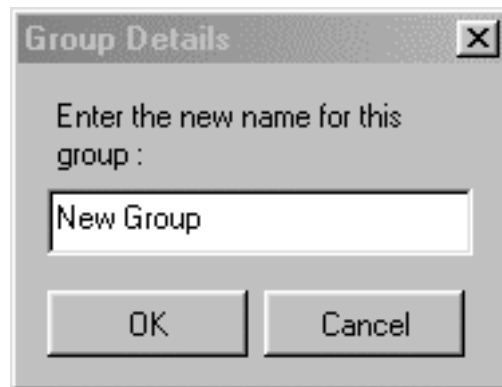 Group Details
Enter the new name for this
group :
New Group
OK Cancel